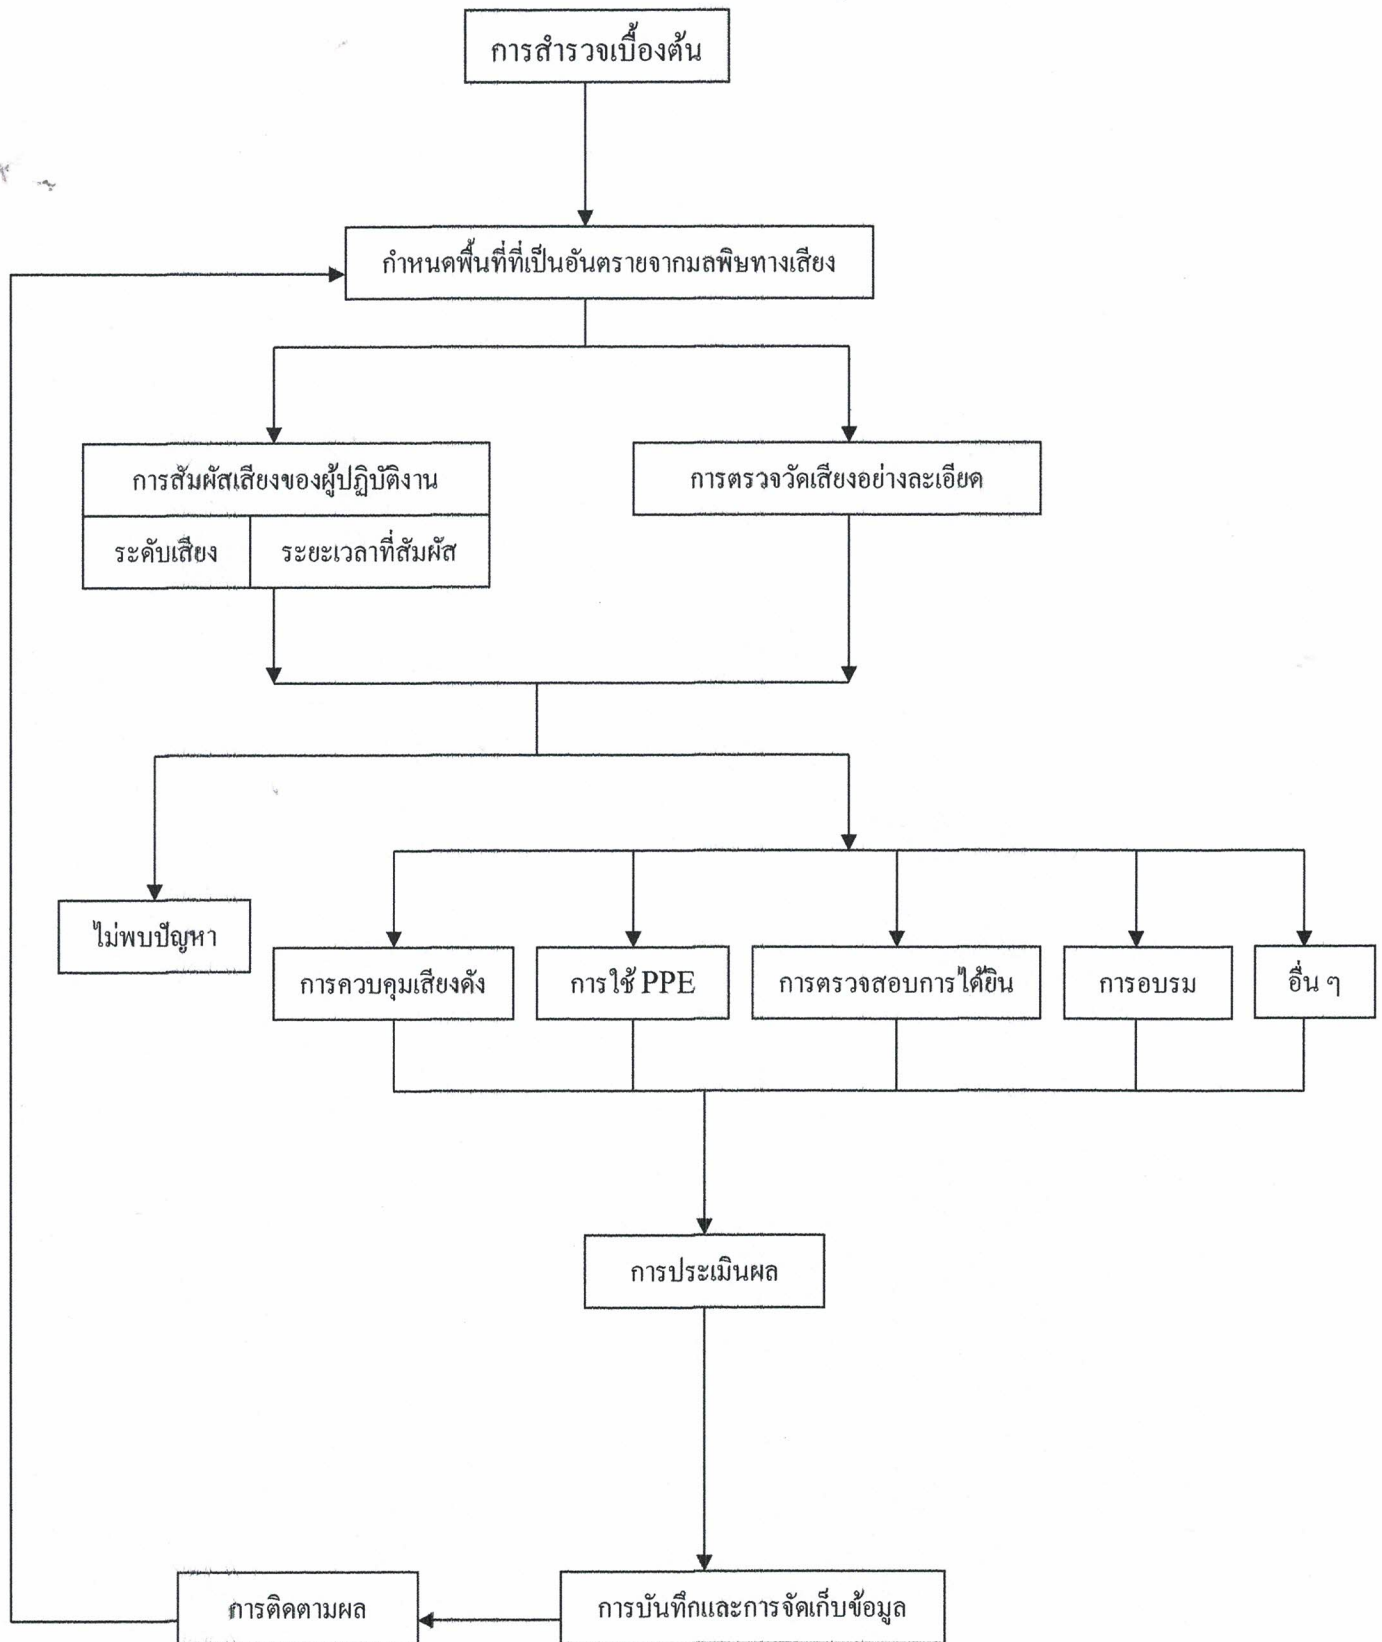 การสำรวจเบื้องต้น
กำหนดพื้นที่ที่เป็นอันตรายจากมลพิษทางเสียง
การสัมผัสเสียงของผู้ปฏิบัติงาน
การตรวจวัดเสียงอย่างละเอียด
ระดับเสียง
ระยะเวลาที่สัมผัส
ไม่พบปัญหา
การควบคุมเสียงดัง
การใช้ PPE
การตรวจสอบการได้ยิน
การอบรม
อื่น ๆ
การประเมินผล
การติดตามผล
การบันทึกและการจัดเก็บข้อมูล